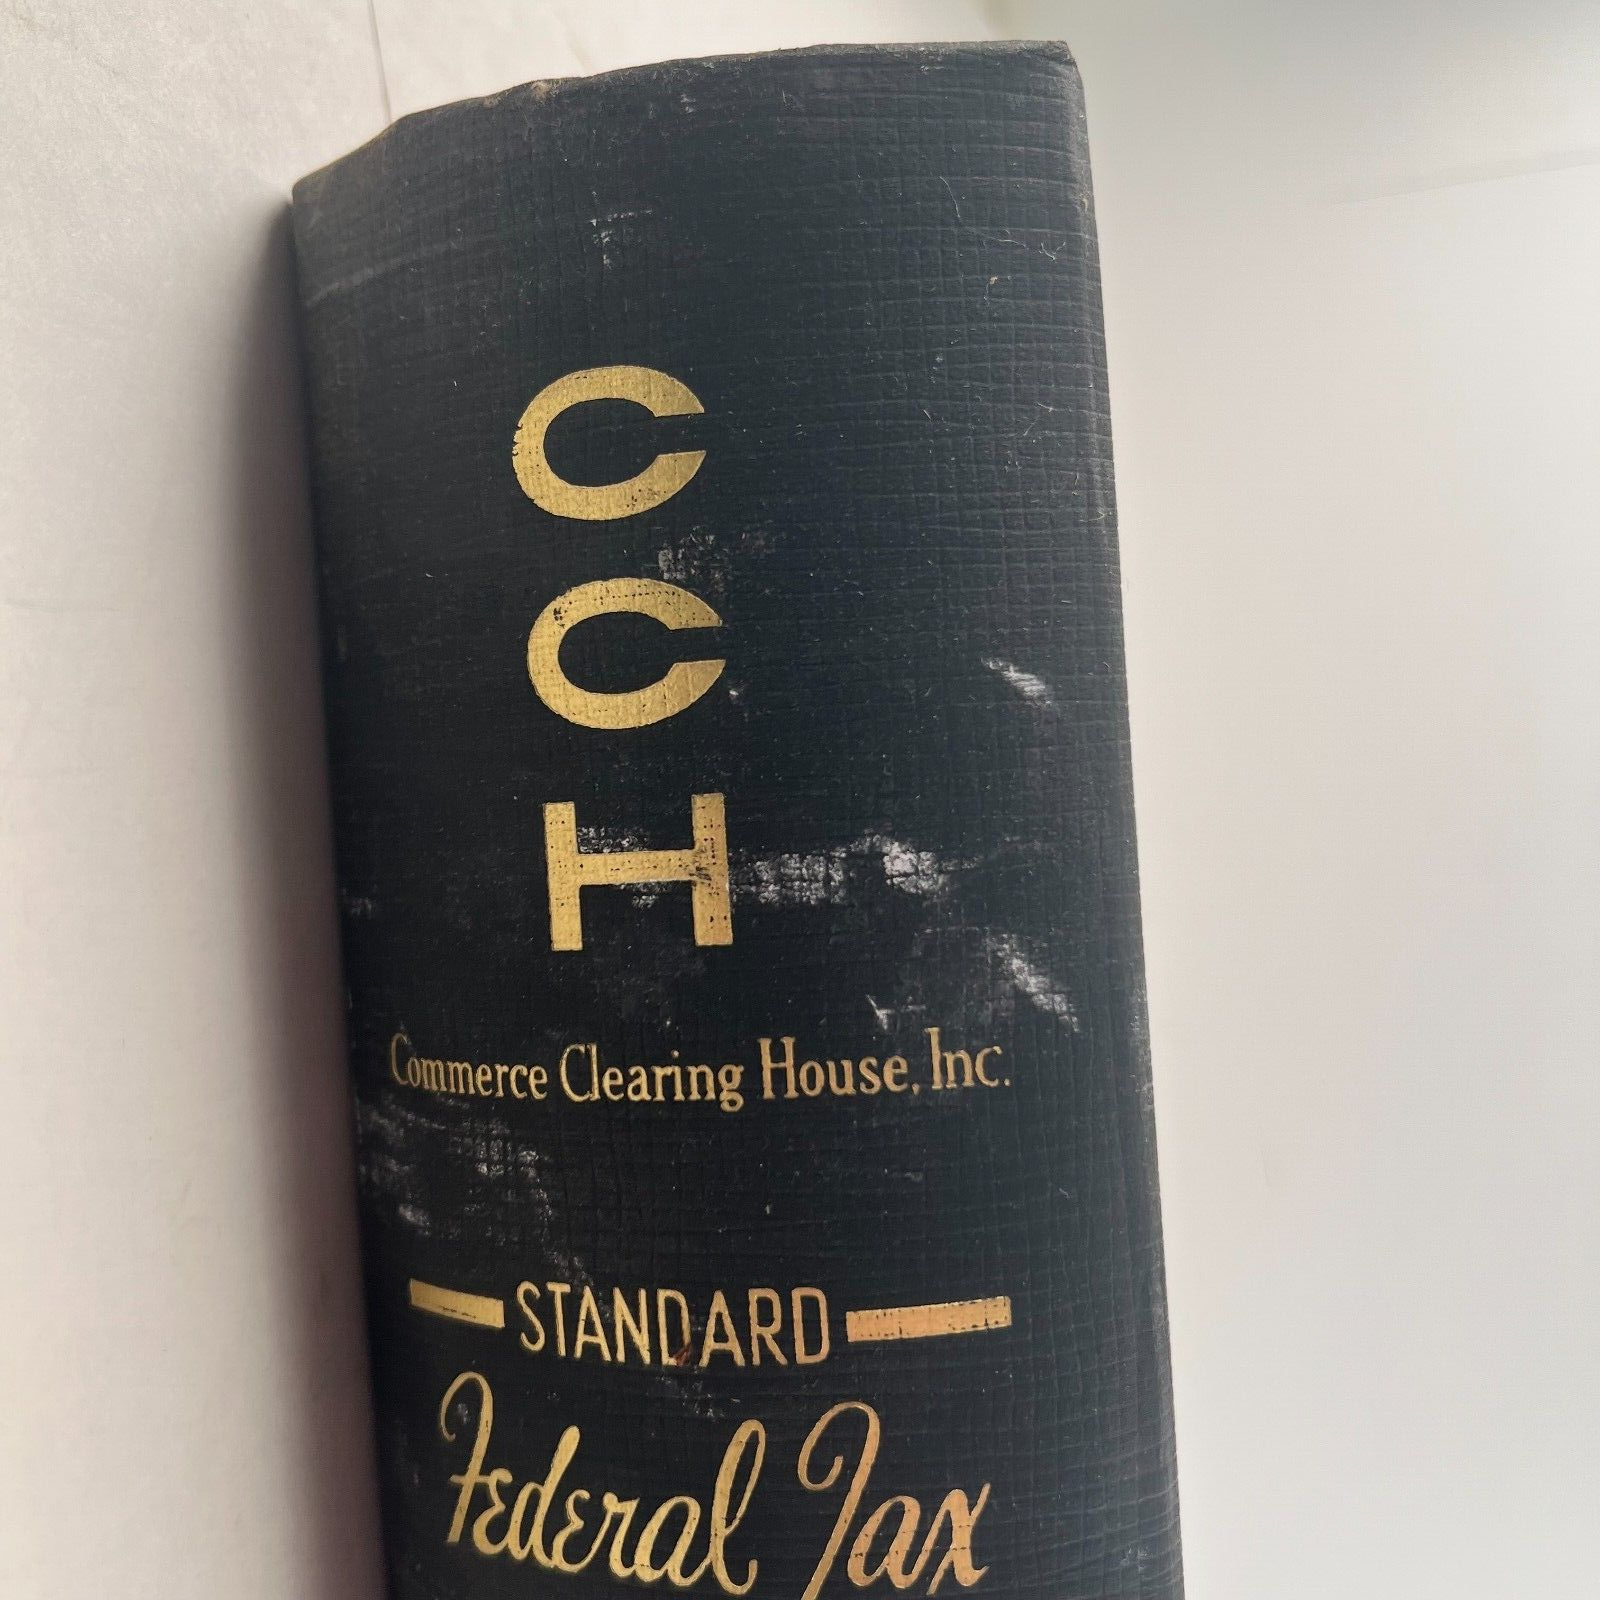 C
C
H
Commerce Clearing House, Inc.
STANDARD
Federal Tax